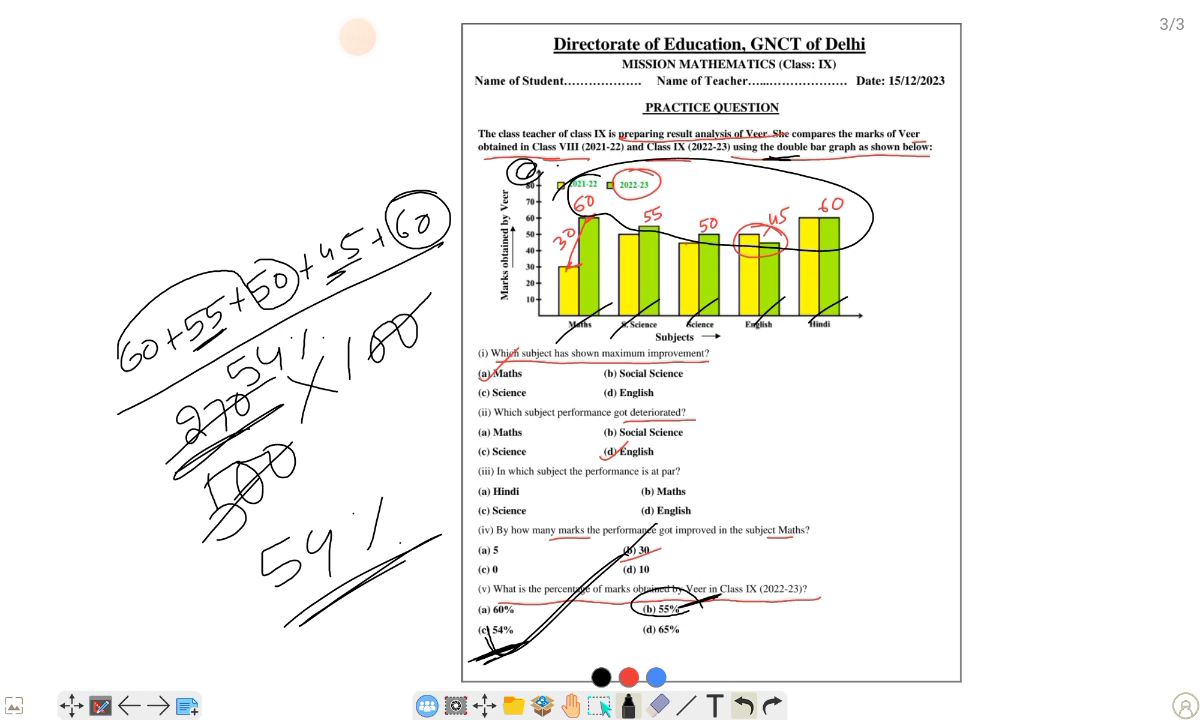 3/3
Directorate of Education, GNCT of Delhi
MISSION MATHEMATICS (Class: IX)
Name of Student……………….. Name of Teacher…...……………….. Date: 15/12/2023
PRACTICE QUESTION
The class teacher of class IX is preparing result analysis of Veer. She compares the marks of Veer
obtained in Class VIII (2021-22) and Class IX (2022-23) using the double bar graph as shown below:
2021-22 2022-23
Marks obtained by Veer
80
70
60
50
40
30
20
10
60
30
55
50
45
60
Maths S. Science Science English Hindi
Subjects
(i) Which subject has shown maximum improvement?
(a) Maths (b) Social Science
(c) Science (d) English
(ii) Which subject performance got deteriorated?
(a) Maths (b) Social Science
(c) Science (d) English
(iii) In which subject the performance is at par?
(a) Hindi (b) Maths
(c) Science (d) English
(iv) By how many marks the performance got improved in the subject Maths?
(a) 5 (b) 30
(c) 0 (d) 10
(v) What is the percentage of marks obtained by Veer in Class IX (2022-23)?
(a) 60% (b) 55%
(c) 54% (d) 65%
60+55+50+45+60
54%
270 × 100
500
54%
T